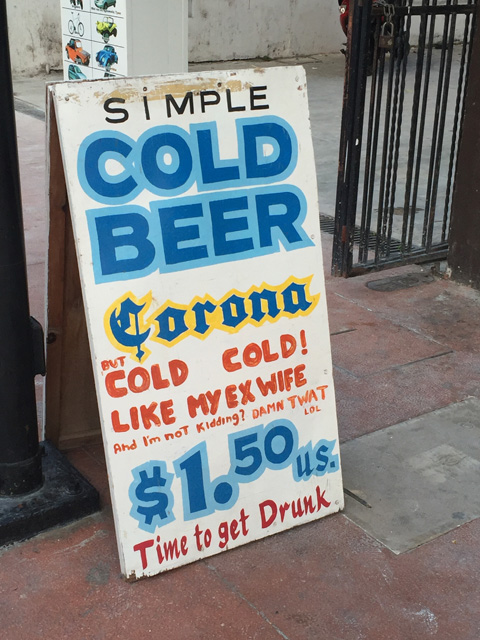 SiMPLE
COLD
BEER
Corona
BUT
COLD COLD!
LIKE MY EX WIFE
And I'm noT Kidding? DAMN TWAT
LOL
$1.50 us.
Time to get Drunk